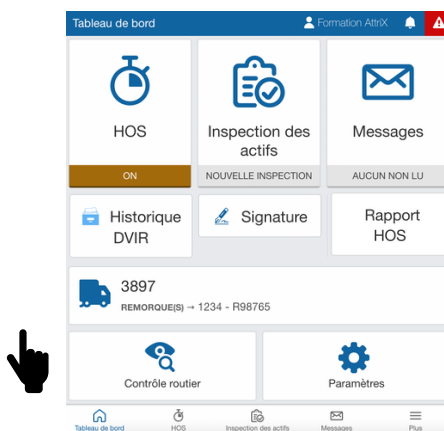 Tableau de bord
Formation AttriX
HOS
ON
Inspection des
actifs
NOUVELLE INSPECTION
Messages
AUCUN NON LU
Historique
DVIR
Signature
Rapport
HOS
3897
REMORQUE(S) → 1234 - R98765
Contrôle routier
Paramètres
Tableau de bord
HOS
Inspection des actifs
Messages
Plus